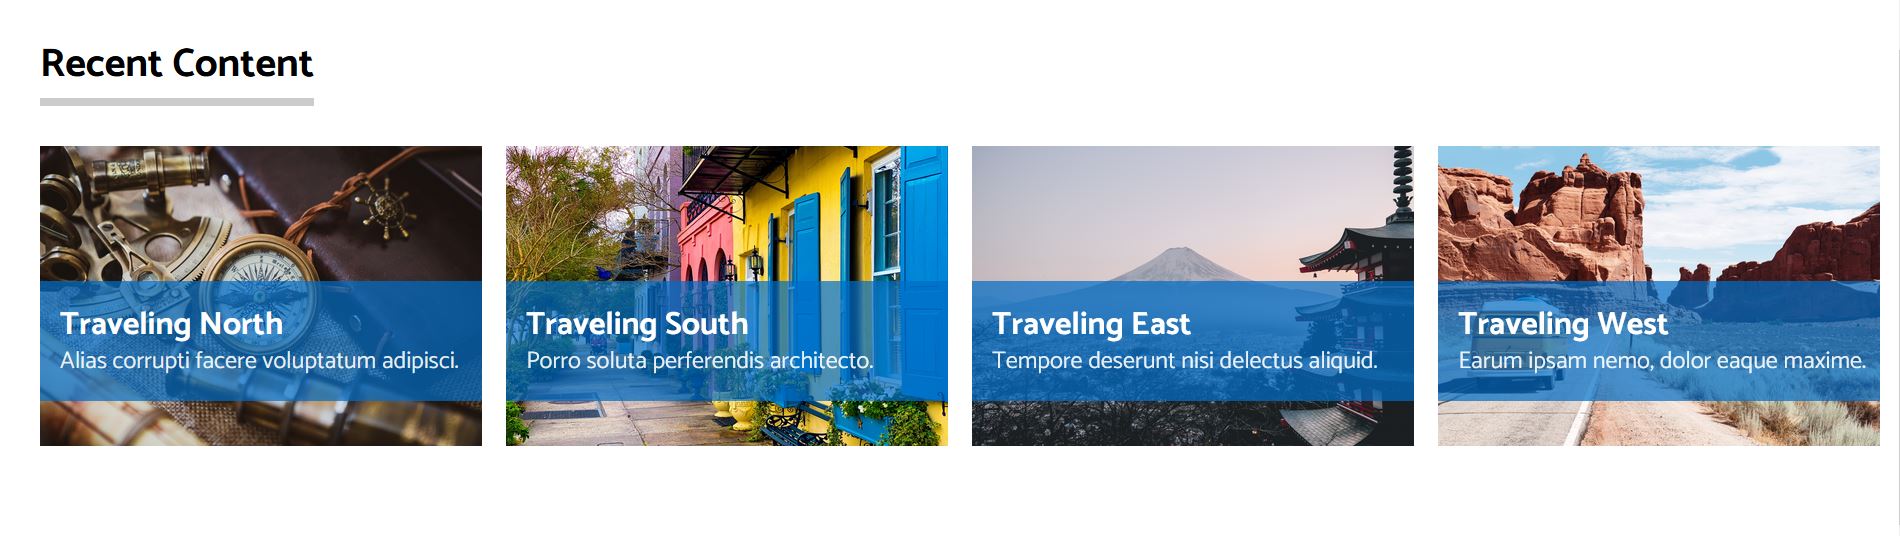 Recent Content
Traveling North
Alias corrupti facere voluptatum adipisci.
Traveling South
Porro soluta perferendis architecto.
Traveling East
Tempore deserunt nisi delectus aliquid.
Traveling West
Earum ipsam nemo, dolor eaque maxime.